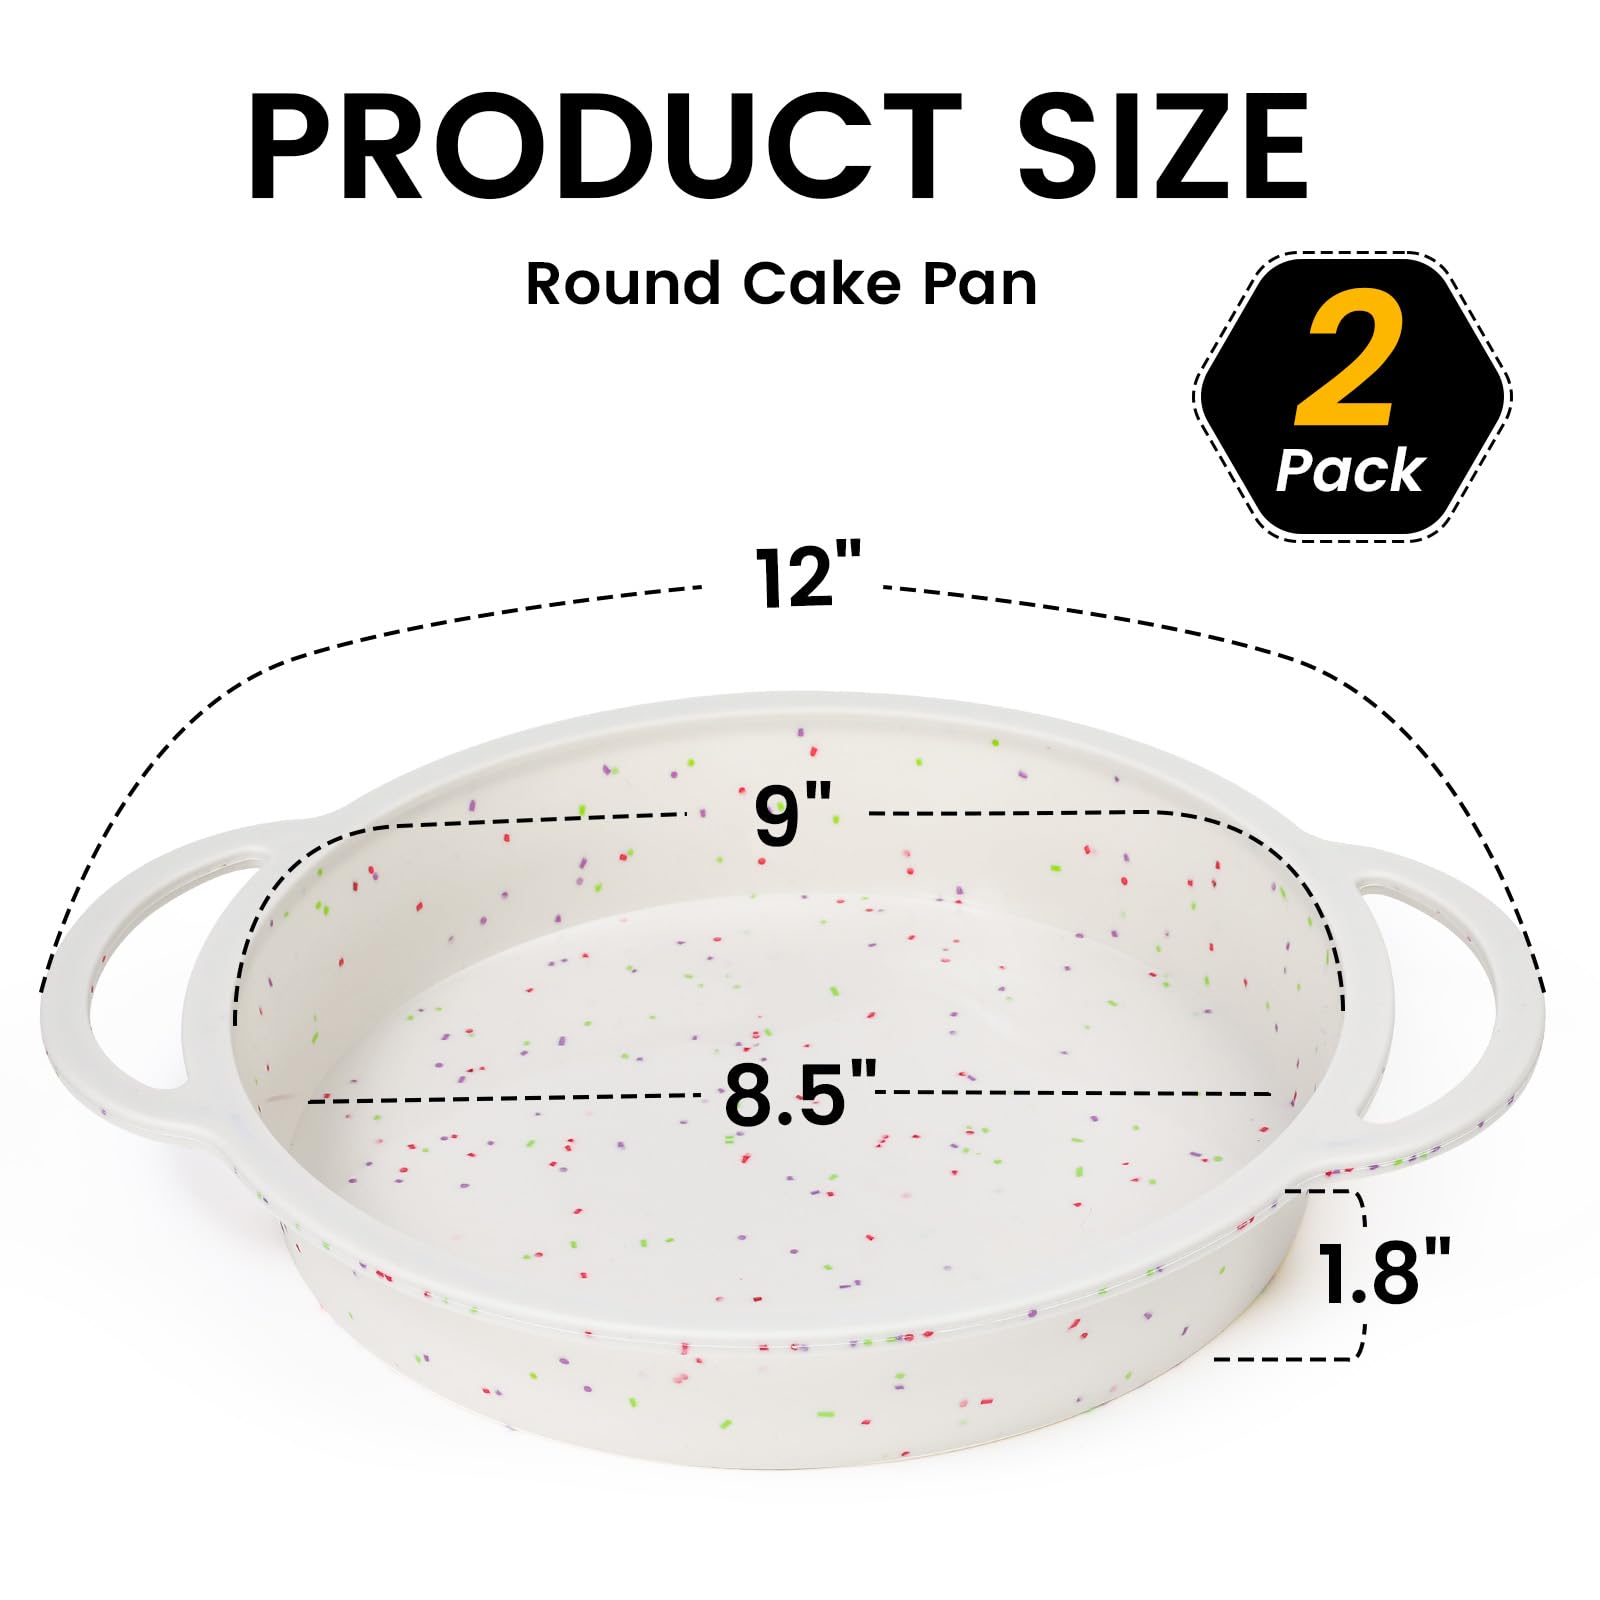 PRODUCT SIZE
Round Cake Pan
2
Pack
12"
9"
8.5"
1.8"